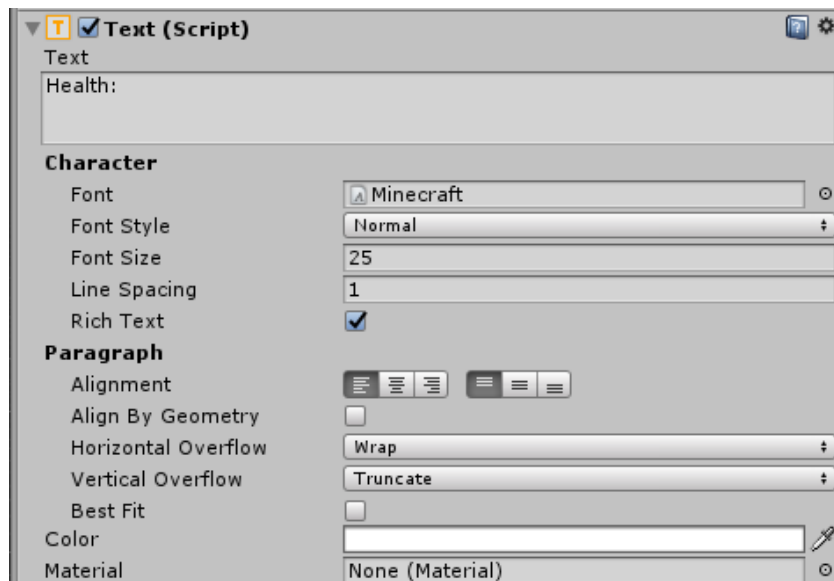 Text (Script)
Text
Health:
Character
Font Minecraft
Font Style Normal
Font Size 25
Line Spacing 1
Rich Text
Paragraph
Alignment
Align By Geometry
Horizontal Overflow Wrap
Vertical Overflow Truncate
Best Fit
Color
Material None (Material)